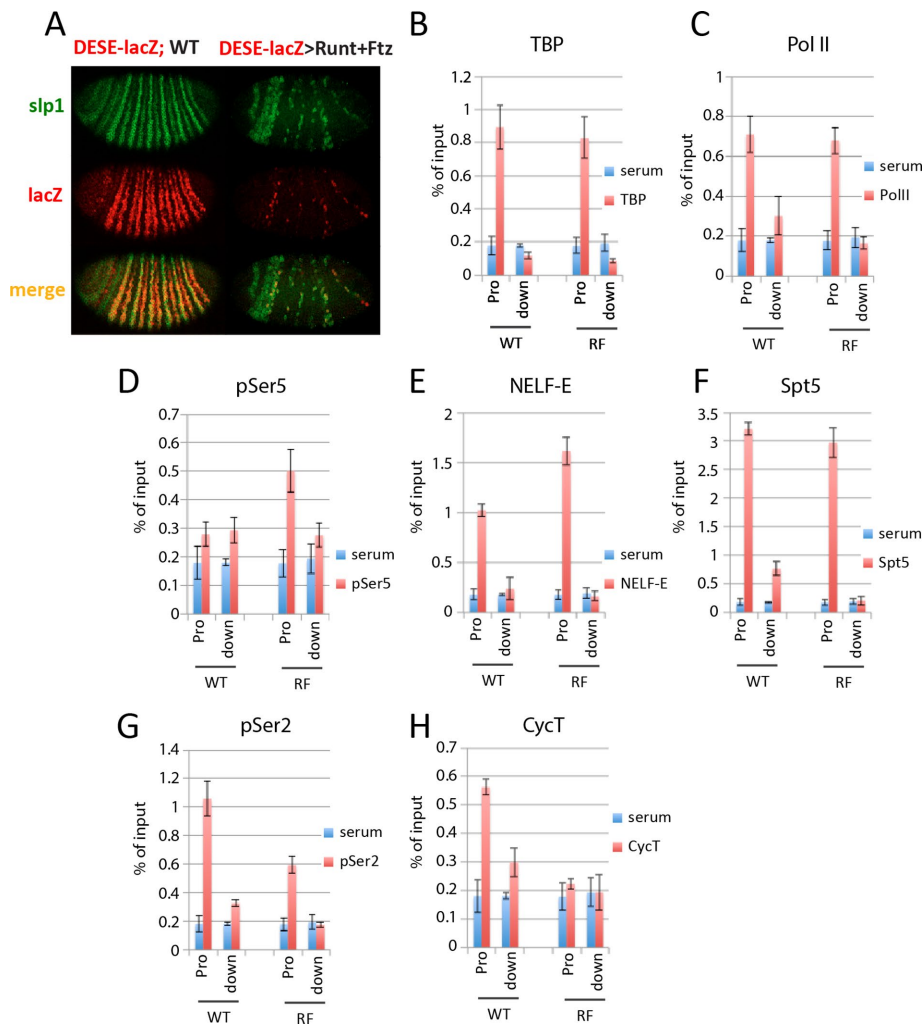 A
DESE-lacZ; WT
DESE-lacZ>Runt+Ftz
slp1
lacZ
merge
B
TBP
% of input
1.2
1
0.8
0.6
0.4
0.2
0
serum
TBP
Pro
down
Pro
down
WT
RF
C
Pol II
% of input
1
0.8
0.6
0.4
0.2
0
serum
PolII
Pro
down
Pro
down
WT
RF
D
pSer5
% of input
0.7
0.6
0.5
0.4
0.3
0.2
0.1
0
serum
pSer5
Pro
down
Pro
down
WT
RF
E
NELF-E
% of input
2
1.5
1
0.5
0
serum
NELF-E
Pro
down
Pro
down
WT
RF
F
Spt5
% of input
3.5
3
2.5
2
1.5
1
0.5
0
serum
Spt5
Pro
down
Pro
down
WT
RF
G
pSer2
% of input
1.4
1.2
1
0.8
0.6
0.4
0.2
0
serum
pSer2
Pro
down
Pro
down
WT
RF
H
CycT
% of input
0.7
0.6
0.5
0.4
0.3
0.2
0.1
0
serum
CycT
Pro
down
Pro
down
WT
RF